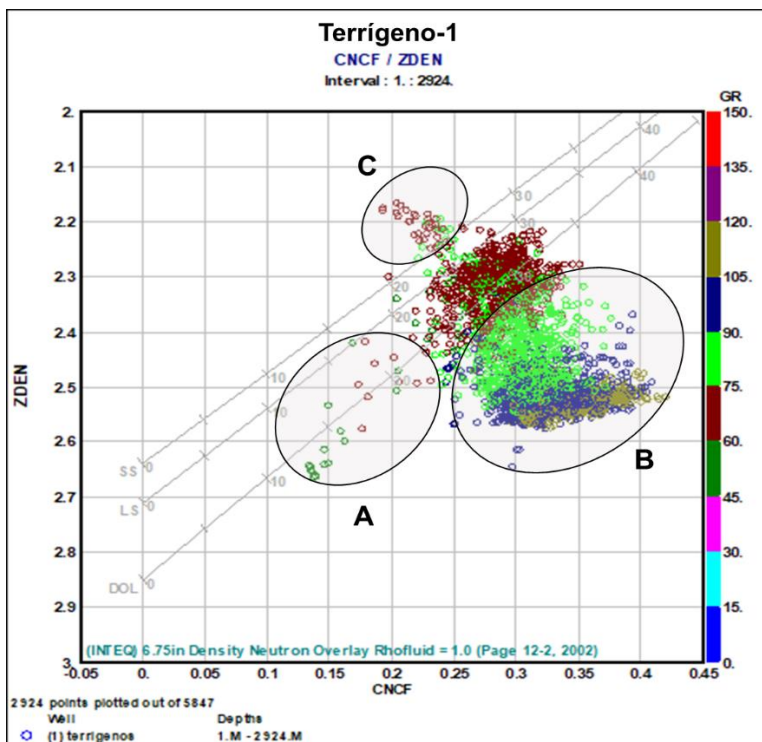 Terrígeno-1
CNCF / ZDEN
Interval : 1. : 2924.
GR
2.
2.1
2.2
2.3
2.4
2.5
2.6
2.7
2.8
2.9
3.
ZDEN
150.
135.
120.
105.
90.
75.
60.
45.
30.
15.
0.
C
B
A
40
40
30
30
20
20
20
10
10
10
SS 0
LS 0
DOL 0
(INTEQ) 6.75in Density Neutron Overlay Rhofluid = 1.0 (Page 12-2, 2002)
-0.05 0. 0.05 0.1 0.15 0.2 0.25 0.3 0.35 0.4 0.45
CNCF
2924 points plotted out of 5847
Well Depths
(1) terrigenos 1.M - 2924.M